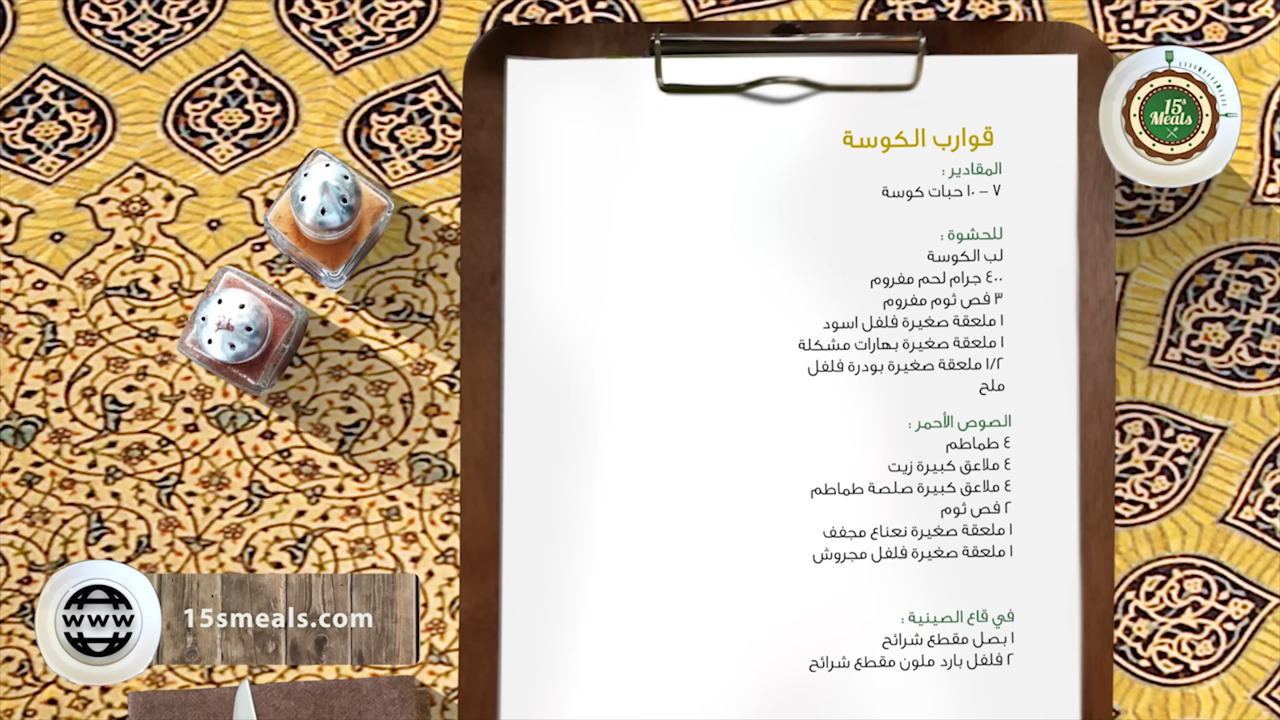 قوارب الكوسة
المقادير :
٧ – ١٠ حبات كوسة
للحشوة :
لب الكوسة
٤٠٠ جرام لحم مفروم
٣ فص ثوم مفروم
١ ملعقة صغيرة فلفل اسود
١ ملعقة صغيرة بهارات مشكلة
١/٢ ملعقة صغيرة بودرة فلفل
ملح
الصوص الأحمر :
٤ طماطم
٤ ملاعق كبيرة زيت
٤ ملاعق كبيرة صلصة طماطم
٢ فص ثوم
١ ملعقة صغيرة نعناع مجفف
١ ملعقة صغيرة فلفل مجروش
في قاع الصينية :
١ بصل مقطع شرائح
٢ فلفل بارد ملون مقطع شرائح
15s
Meals
www
15smeals.com